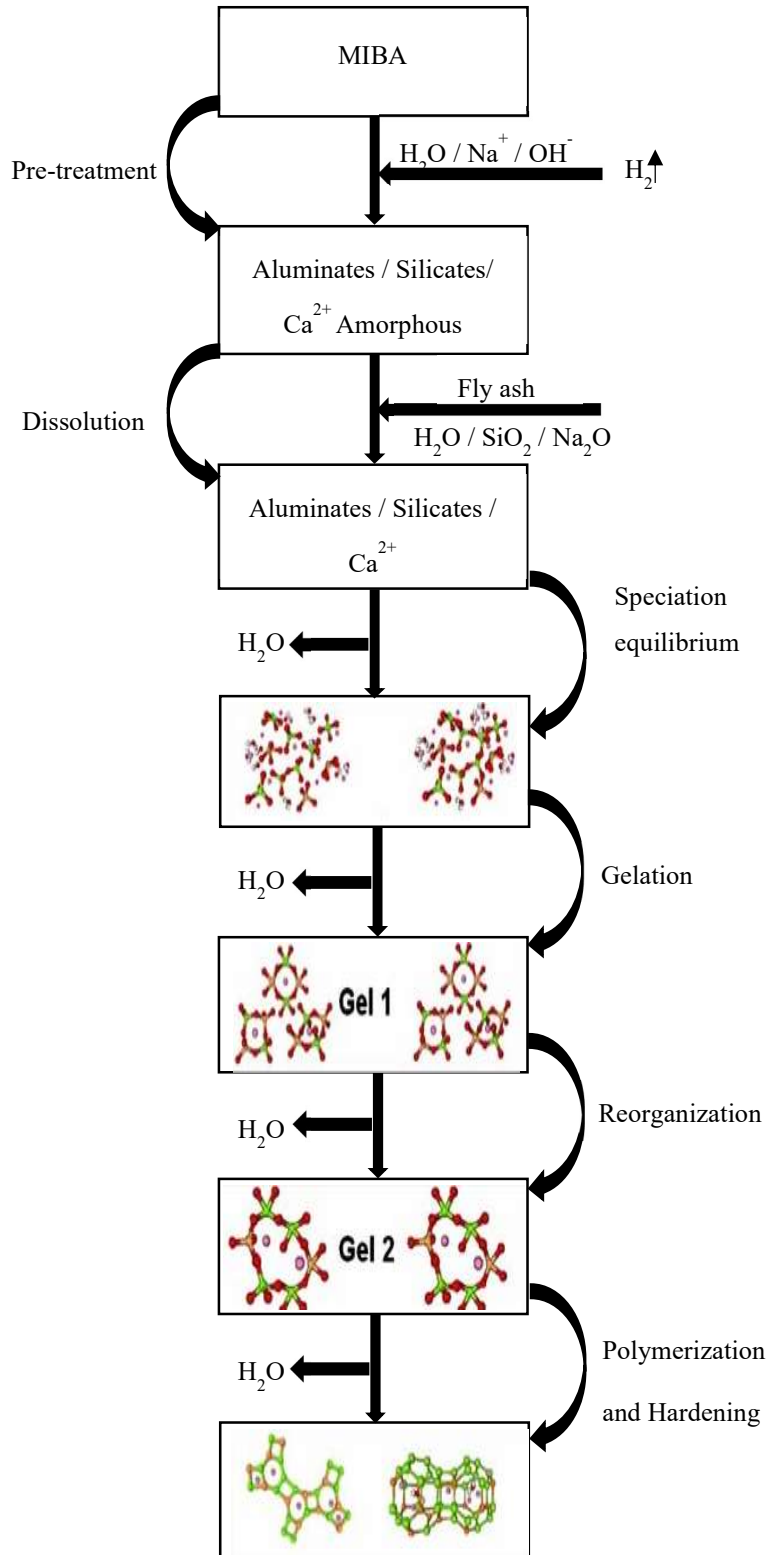 MIBA
H₂O / Na⁺ / OH⁻
H₂
Pre-treatment
Aluminates / Silicates/
Ca²⁺ Amorphous
Fly ash
H₂O / SiO₂ / Na₂O
Dissolution
Aluminates / Silicates /
Ca²⁺
Speciation
equilibrium
H₂O
Gelation
H₂O
Gel 1
Reorganization
H₂O
Gel 2
Polymerization
and Hardening
H₂O